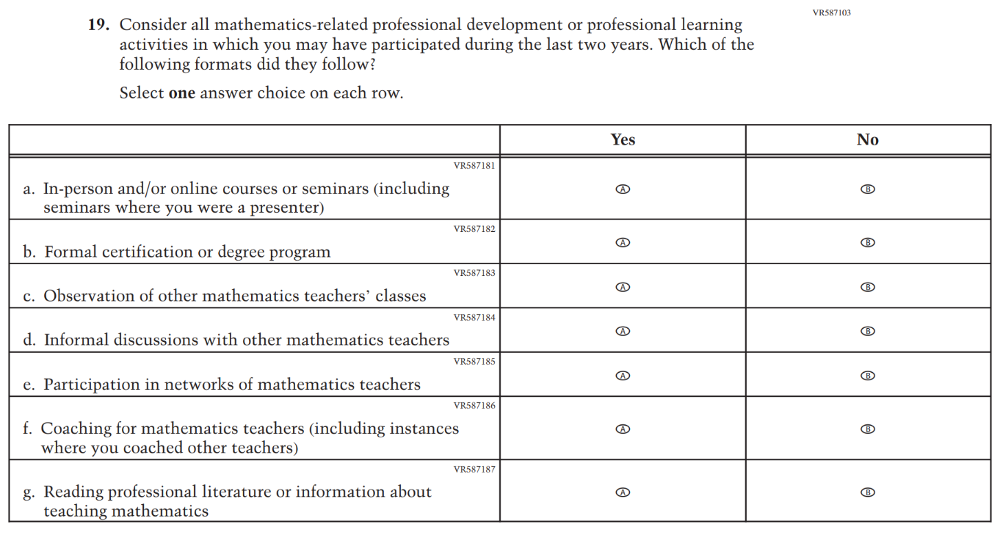 VR587103
19. Consider all mathematics-related professional development or professional learning
activities in which you may have participated during the last two years. Which of the
following formats did they follow?
Select one answer choice on each row.
Yes No
VR587181
a. In-person and/or online courses or seminars (including
seminars where you were a presenter)
A B
VR587182
b. Formal certification or degree program
A B
VR587183
c. Observation of other mathematics teachers’ classes
A B
VR587184
d. Informal discussions with other mathematics teachers
A B
VR587185
e. Participation in networks of mathematics teachers
A B
VR587186
f. Coaching for mathematics teachers (including instances
where you coached other teachers)
A B
VR587187
g. Reading professional literature or information about
teaching mathematics
A B